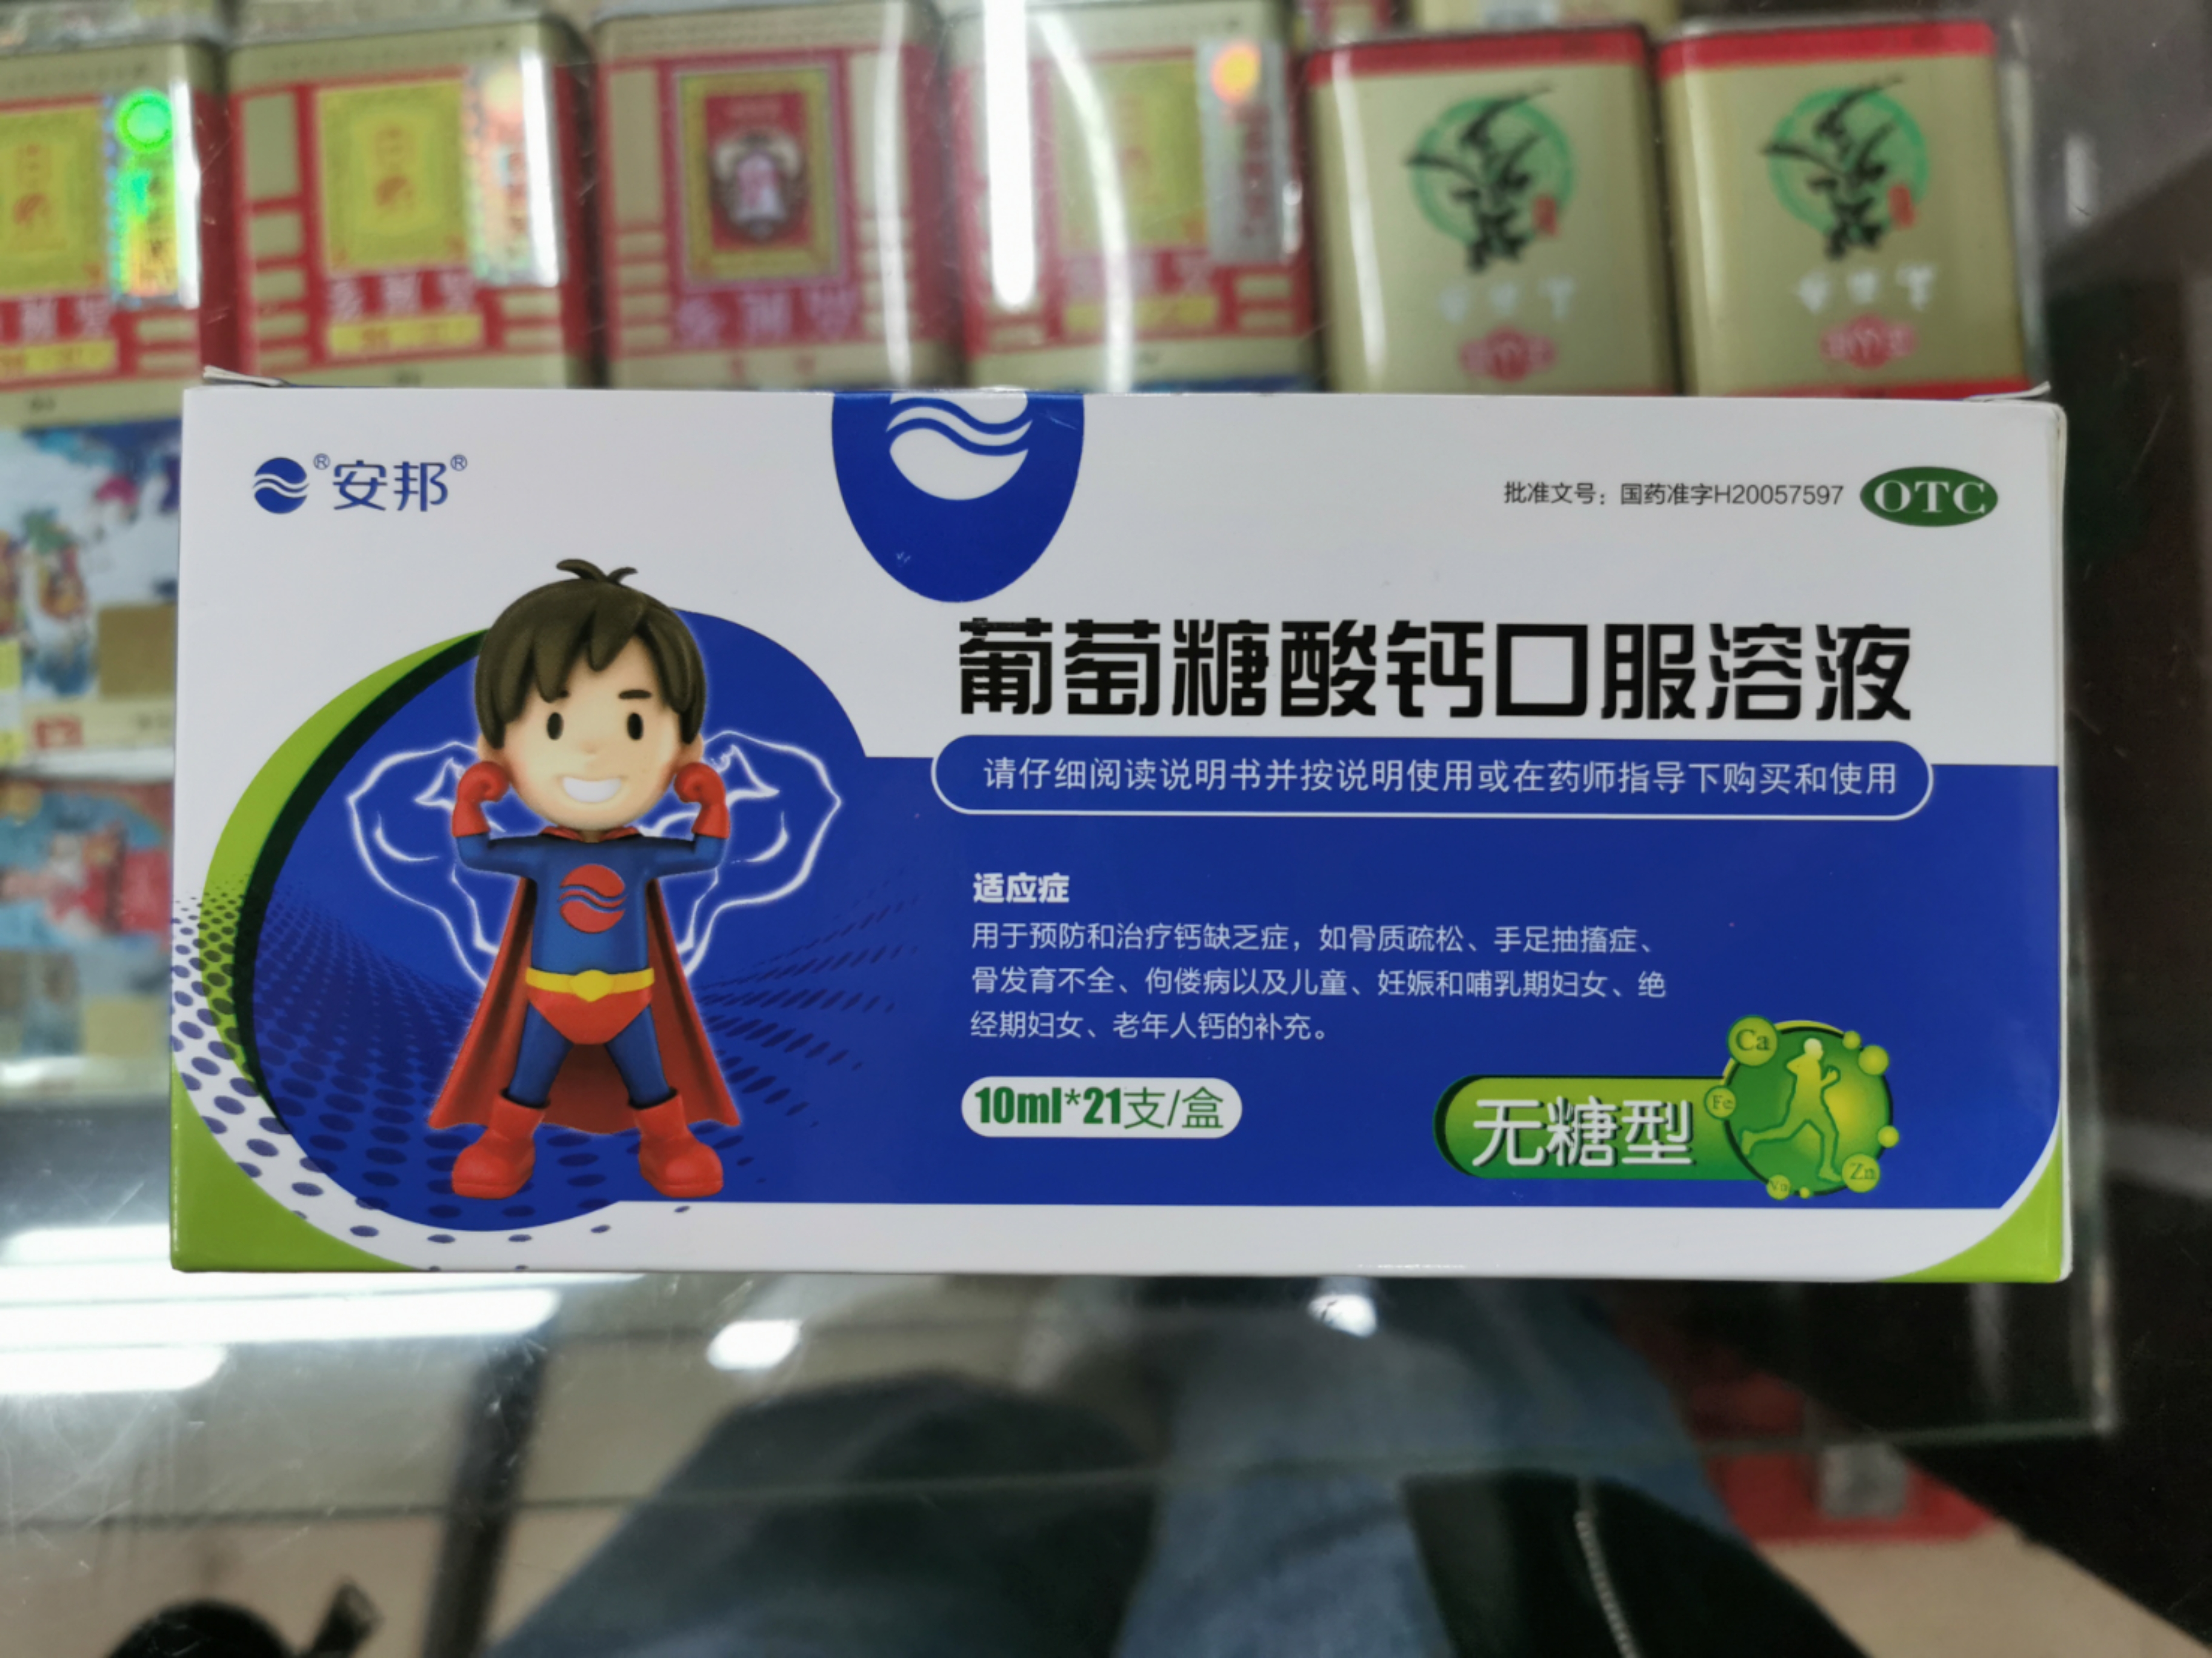 ®安邦®
批准文号：国药准字H20057597 OTC
葡萄糖酸钙口服溶液
请仔细阅读说明书并按说明使用或在药师指导下购买和使用
适应症
用于预防和治疗钙缺乏症，如骨质疏松、手足抽搐症、
骨发育不全、佝偻病以及儿童、妊娠和哺乳期妇女、绝
经期妇女、老年人钙的补充。
10ml*21支/盒
无糖型
Ca
Fe
Zn